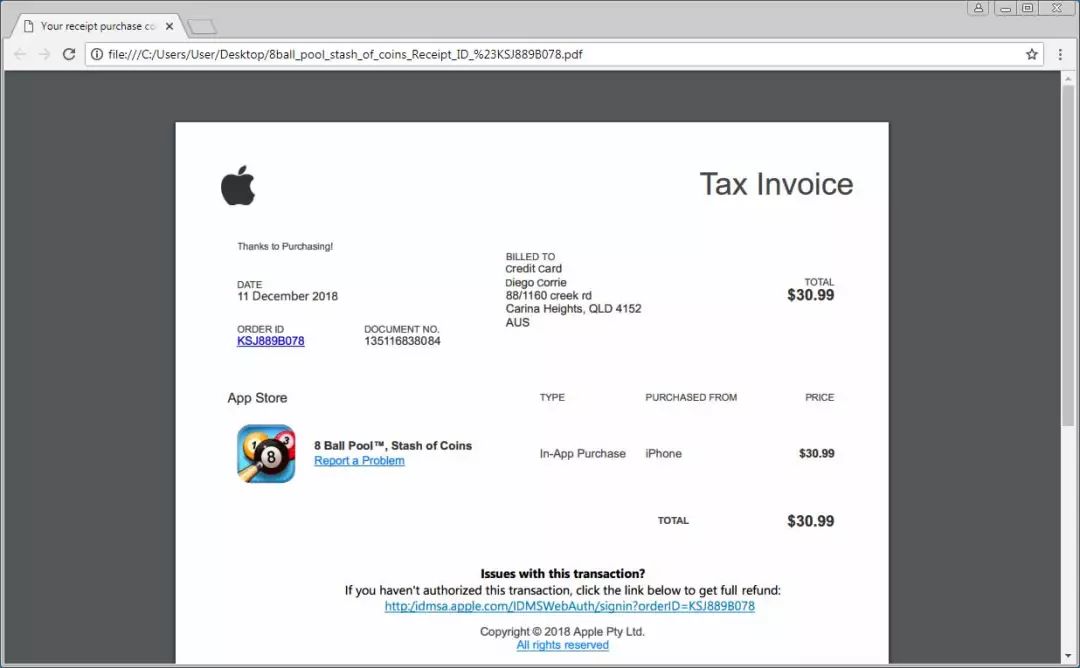 Your receipt purchase co
file:///C:/Users/User/Desktop/8ball_pool_stash_of_coins_Receipt_ID_%23KSJ889B078.pdf
Tax Invoice
Thanks to Purchasing!
BILLED TO
Credit Card
Diego Corrie
88/1160 creek rd
Carina Heights, QLD 4152
AUS
DATE
11 December 2018
TOTAL
$30.99
ORDER ID
KSJ889B078
DOCUMENT NO.
135116838084
App Store
TYPE
PURCHASED FROM
PRICE
1
3
8
8 Ball Pool™, Stash of Coins
Report a Problem
In-App Purchase
iPhone
$30.99
TOTAL
$30.99
Issues with this transaction?
If you haven't authorized this transaction, click the link below to get full refund:
http:/idmsa.apple.com/IDMSWebAuth/signin?orderID=KSJ889B078
Copyright © 2018 Apple Pty Ltd.
All rights reserved